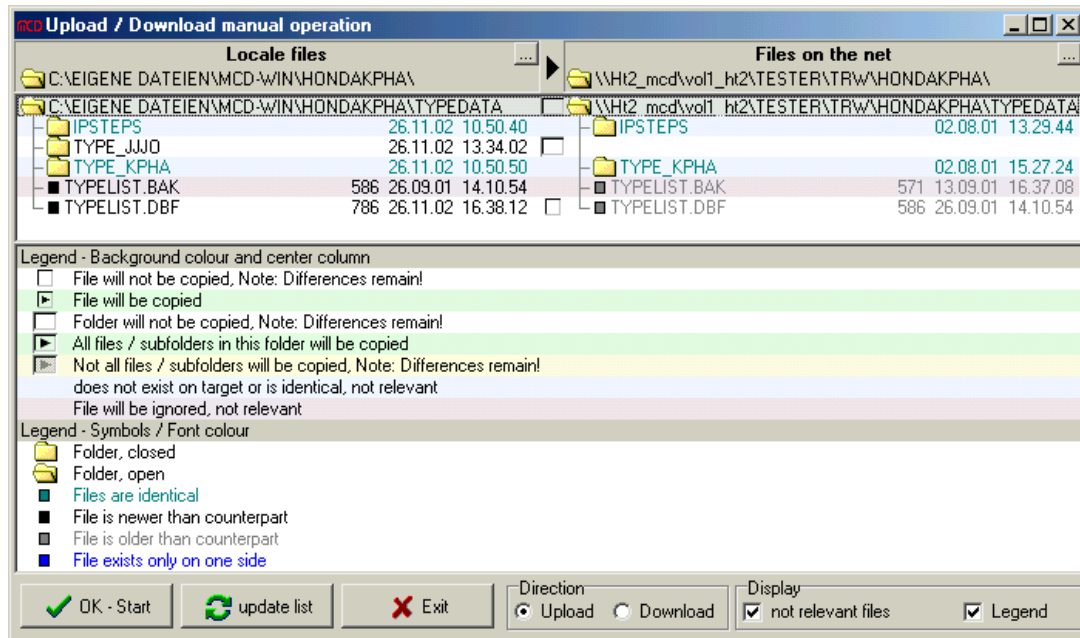 MCD Upload / Download manual operation
Locale files ... Files on the net ...
C:\EIGENE DATEIEN\MCD-WIN\HONDAKPHA\ \\Ht2_mcd\vol1_ht2\TESTER\TRW\HONDAKPHA\
C:\EIGENE DATEIEN\MCD-WIN\HONDAKPHA\TYPEDATA \\Ht2_mcd\vol1_ht2\TESTER\TRW\HONDAKPHA\TYPEDATA
IPSTEPS 26.11.02 10.50.40 IPSTEPS 02.08.01 13.29.44
TYPE_JJJO 26.11.02 13.34.02
TYPE_KPHA 26.11.02 10.50.50 TYPE_KPHA 02.08.01 15.27.24
TYPELIST.BAK 586 26.09.01 14.10.54 TYPELIST.BAK 571 13.09.01 16.37.08
TYPELIST.DBF 786 26.11.02 16.38.12 TYPELIST.DBF 586 26.09.01 14.10.54
Legend - Background colour and center column
File will not be copied, Note: Differences remain!
File will be copied
Folder will not be copied, Note: Differences remain!
All files / subfolders in this folder will be copied
Not all files / subfolders will be copied, Note: Differences remain!
does not exist on target or is identical, not relevant
File will be ignored, not relevant
Legend - Symbols / Font colour
Folder, closed
Folder, open
Files are identical
File is newer than counterpart
File is older than counterpart
File exists only on one side
Direction Display
OK - Start update list Exit Upload Download not relevant files Legend